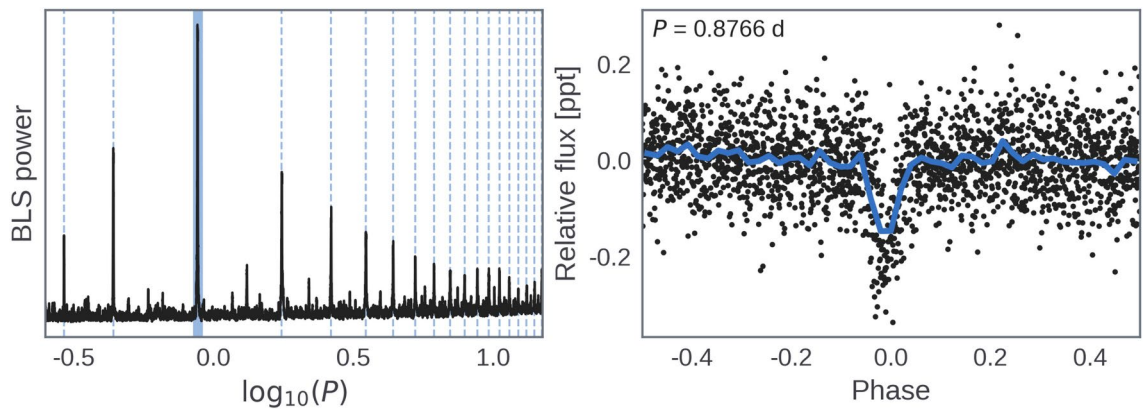 BLS power
-0.5 0.0 0.5 1.0
log₁₀(P)
P = 0.8766 d
Relative flux [ppt]
0.2
0.0
-0.2
-0.4 -0.2 0.0 0.2 0.4
Phase